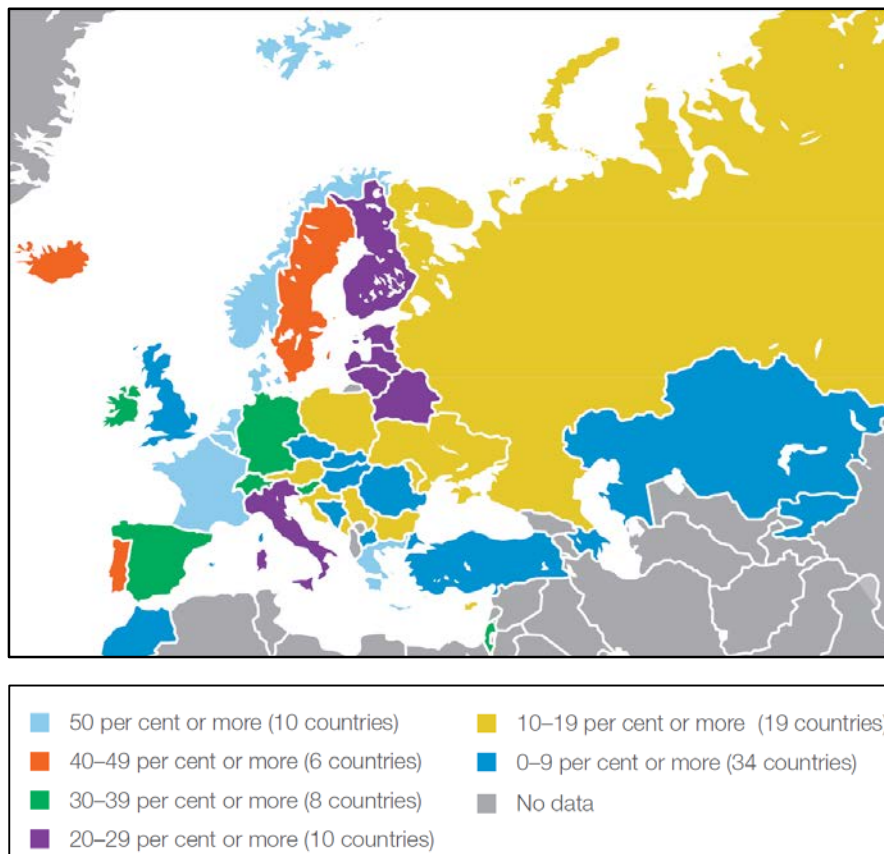 50 per cent or more (10 countries)
40–49 per cent or more (6 countries)
30–39 per cent or more (8 countries)
20–29 per cent or more (10 countries)
10–19 per cent or more (19 countries)
0–9 per cent or more (34 countries)
No data